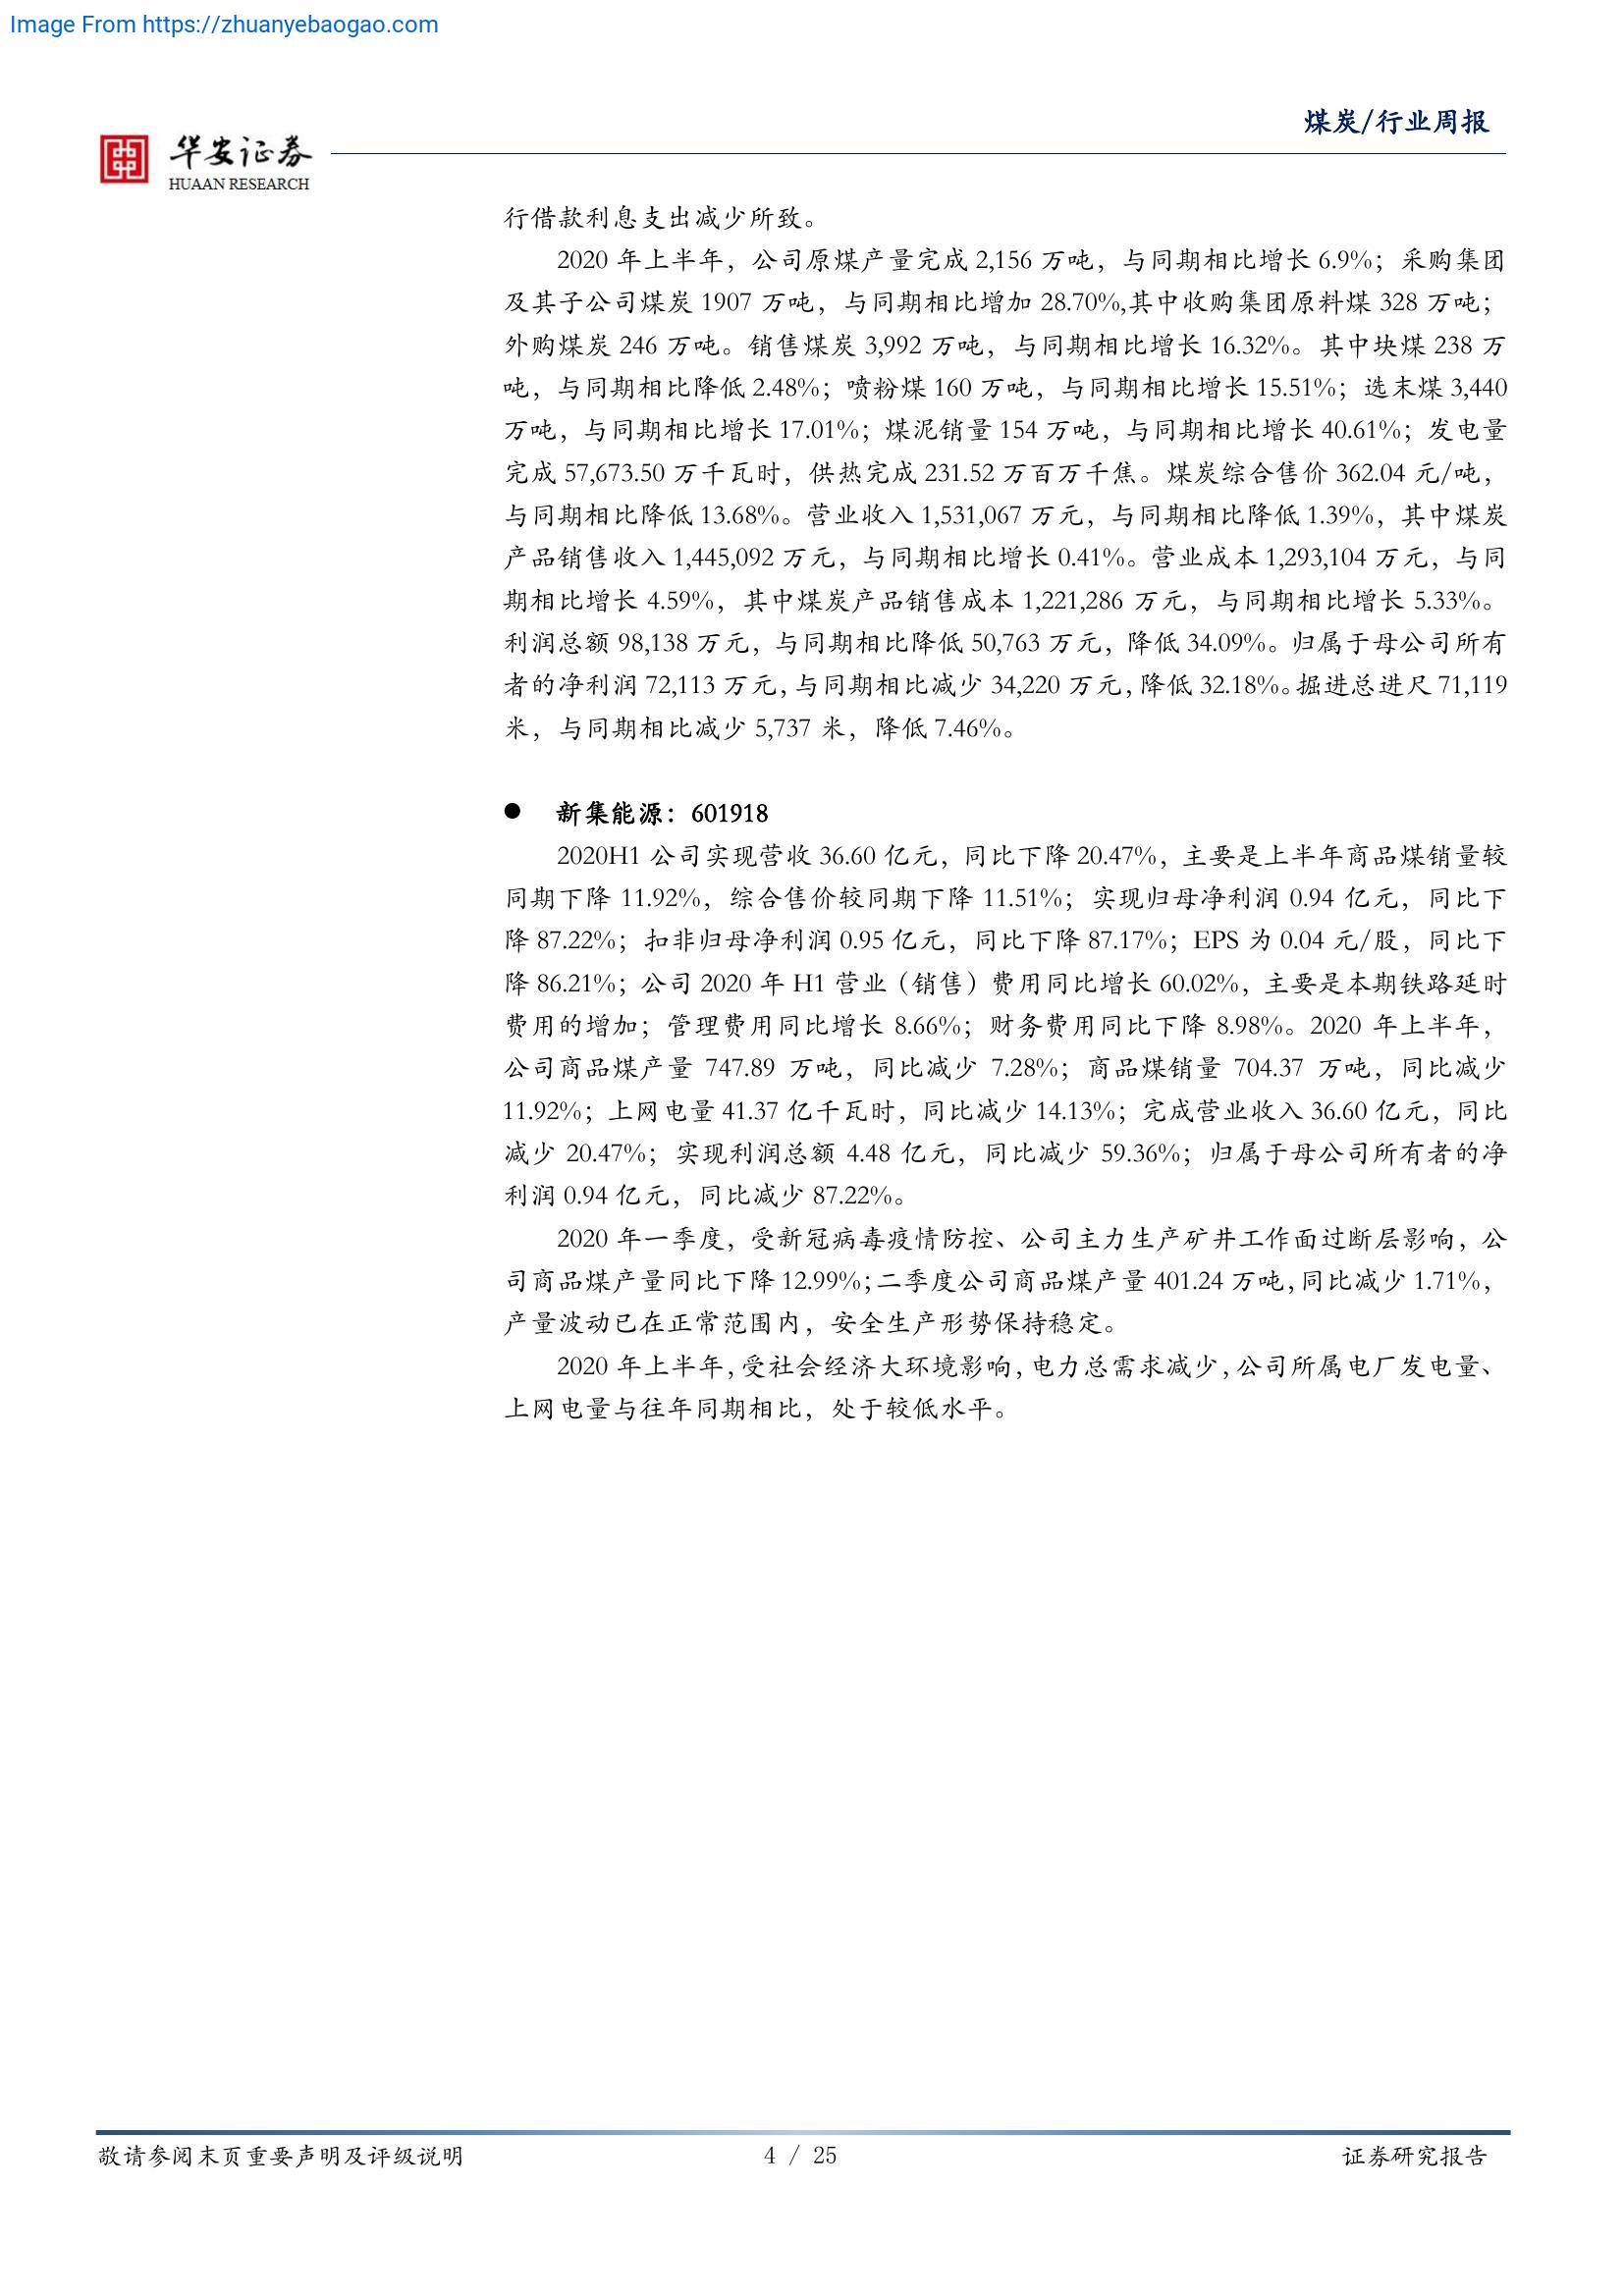 Image From https://zhuanyebaogao.com
煤炭/行业周报
华安证券
HUAAN RESEARCH
行借款利息支出减少所致。
2020 年上半年，公司原煤产量完成 2,156 万吨，与同期相比增长 6.9%；采购集团
及其子公司煤炭 1907 万吨，与同期相比增加 28.70%,其中收购集团原料煤 328 万吨；
外购煤炭 246 万吨。销售煤炭 3,992 万吨，与同期相比增长 16.32%。其中块煤 238 万
吨，与同期相比降低 2.48%；喷粉煤 160 万吨，与同期相比增长 15.51%；选末煤 3,440
万吨，与同期相比增长 17.01%；煤泥销量 154 万吨，与同期相比增长 40.61%；发电量
完成 57,673.50 万千瓦时，供热完成 231.52 万百万千焦。煤炭综合售价 362.04 元/吨，
与同期相比降低 13.68%。营业收入 1,531,067 万元，与同期相比降低 1.39%，其中煤炭
产品销售收入 1,445,092 万元，与同期相比增长 0.41%。营业成本 1,293,104 万元，与同
期相比增长 4.59%，其中煤炭产品销售成本 1,221,286 万元，与同期相比增长 5.33%。
利润总额 98,138 万元，与同期相比降低 50,763 万元，降低 34.09%。归属于母公司所有
者的净利润 72,113 万元，与同期相比减少 34,220 万元，降低 32.18%。掘进总进尺 71,119
米，与同期相比减少 5,737 米，降低 7.46%。
● 新集能源：601918
2020H1 公司实现营收 36.60 亿元，同比下降 20.47%，主要是上半年商品煤销量较
同期下降 11.92%，综合售价较同期下降 11.51%；实现归母净利润 0.94 亿元，同比下
降 87.22%；扣非归母净利润 0.95 亿元，同比下降 87.17%；EPS 为 0.04 元/股，同比下
降 86.21%；公司 2020 年 H1 营业（销售）费用同比增长 60.02%，主要是本期铁路延时
费用的增加；管理费用同比增长 8.66%；财务费用同比下降 8.98%。2020 年上半年，
公司商品煤产量 747.89 万吨，同比减少 7.28%；商品煤销量 704.37 万吨，同比减少
11.92%；上网电量 41.37 亿千瓦时，同比减少 14.13%；完成营业收入 36.60 亿元，同比
减少 20.47%；实现利润总额 4.48 亿元，同比减少 59.36%；归属于母公司所有者的净
利润 0.94 亿元，同比减少 87.22%。
2020 年一季度，受新冠病毒疫情防控、公司主力生产矿井工作面过断层影响，公
司商品煤产量同比下降 12.99%；二季度公司商品煤产量 401.24 万吨，同比减少 1.71%，
产量波动已在正常范围内，安全生产形势保持稳定。
2020 年上半年，受社会经济大环境影响，电力总需求减少，公司所属电厂发电量、
上网电量与往年同期相比，处于较低水平。
敬请参阅末页重要声明及评级说明
4 / 25
证券研究报告